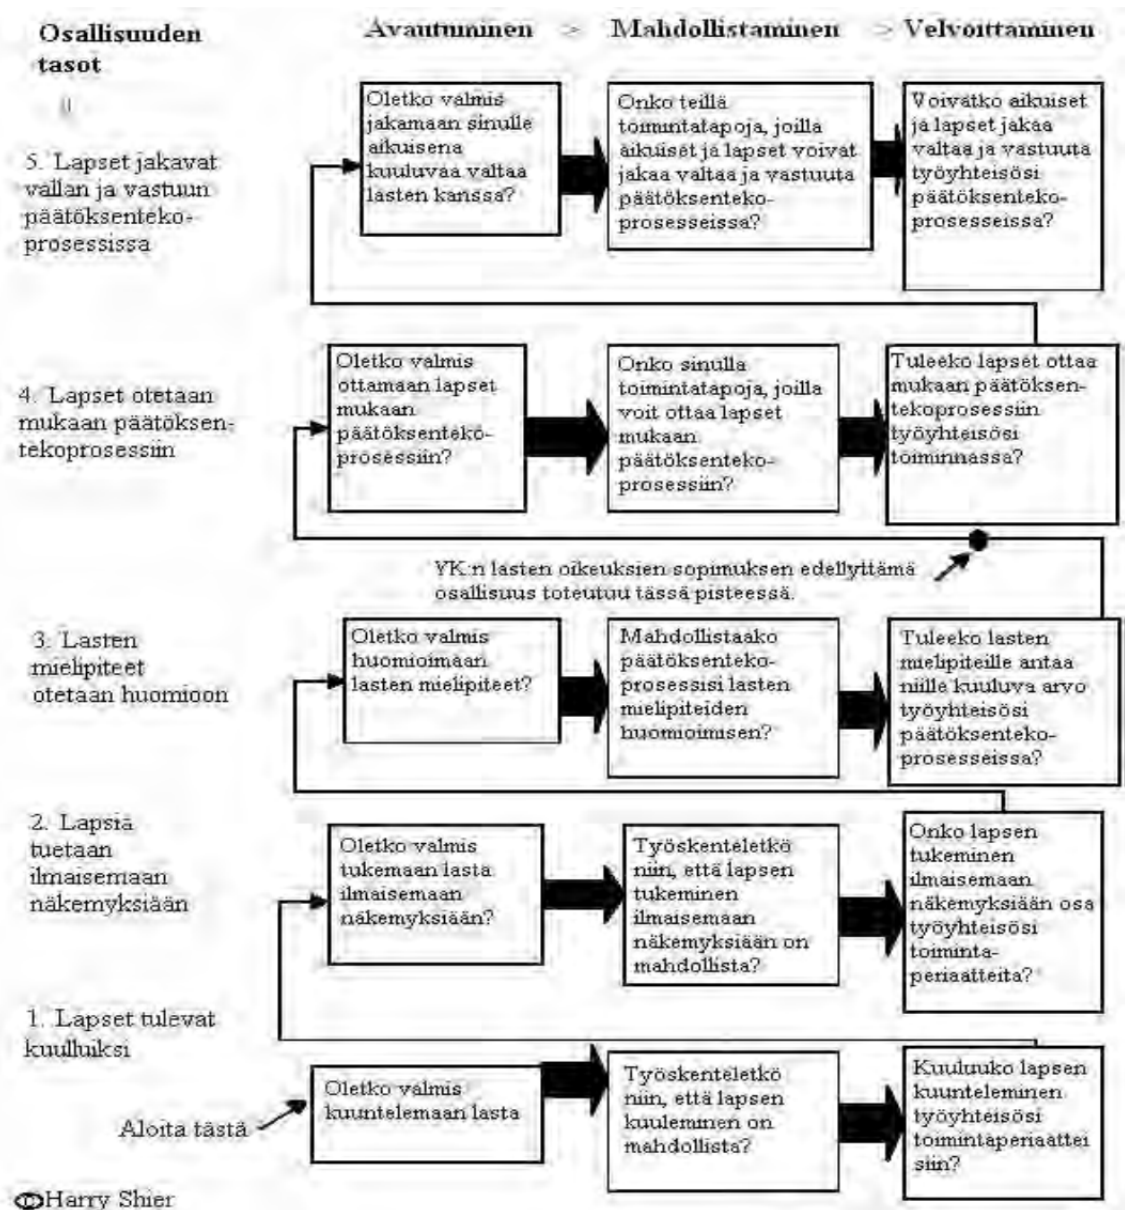 Osallisuuden
tasot
Avautuminen > Mahdollistaminen > Velvoittaminen
5. Lapset jakavat
vallan ja vastuun
päätöksenteko-
prosessissa
Oletko valmis
jakamaan sinulle
aikuisena
kuuluvaa valtaa
lasten kanssa?
Onko teillä
toimintatapoja, joilla
aikuiset ja lapset voivat
jakaa valtaa ja vastuuta
päätöksenteko-
prosesseissa?
Voivatko aikuiset
ja lapset jakaa
valtaa ja vastuuta
työyhteisösi
päätöksenteko-
prosesseissa?
4. Lapset otetaan
mukaan päätöksen-
tekoprosessiin
Oletko valmis
ottamaan lapset
mukaan
päätöksenteko-
prosessiin?
Onko sinulla
toimintatapoja, joilla
voit ottaa lapset
mukaan
päätöksenteko-
prosessiin?
Tuleeko lapset ottaa
mukaan päätöksen-
tekoprosessiin
työyhteisösi
toiminnassa?
YK:n lasten oikeuksien sopimuksen edellyttämä
osallisuus toteutuu tässä pisteessä.
3. Lasten
mielipiteet
otetaan huomioon
Oletko valmis
huomioimaan
lasten mielipiteet?
Mahdollistaako
päätöksenteko-
prosessisi lasten
mielipiteiden
huomioimisen?
Tuleeko lasten
mielipiteille antaa
niille kuuluva arvo
työyhteisösi
päätöksenteko-
prosesseissa?
2. Lapsia
tuetaan
ilmaisemaan
näkemyksiään
Oletko valmis
tukemaan lasta
ilmaisemaan
näkemyksiään?
Työskenteletkö
niin, että lapsen
tukeminen
ilmaisemaan
näkemyksiään on
mahdollista?
Onko lapsen
tukeminen
ilmaisemaan
näkemyksiään osa
työyhteisösi
toiminta-
periaatteita?
1. Lapset tulevat
kuulluiksi
Aloita tästä
Oletko valmis
kuuntelemaan lasta
Työskenteletkö
niin, että lapsen
kuuleminen on
mahdollista?
Kuuluuko lapsen
kuunteleminen
työyhteisösi
toimintaperiaattei
siin?
©Harry Shier